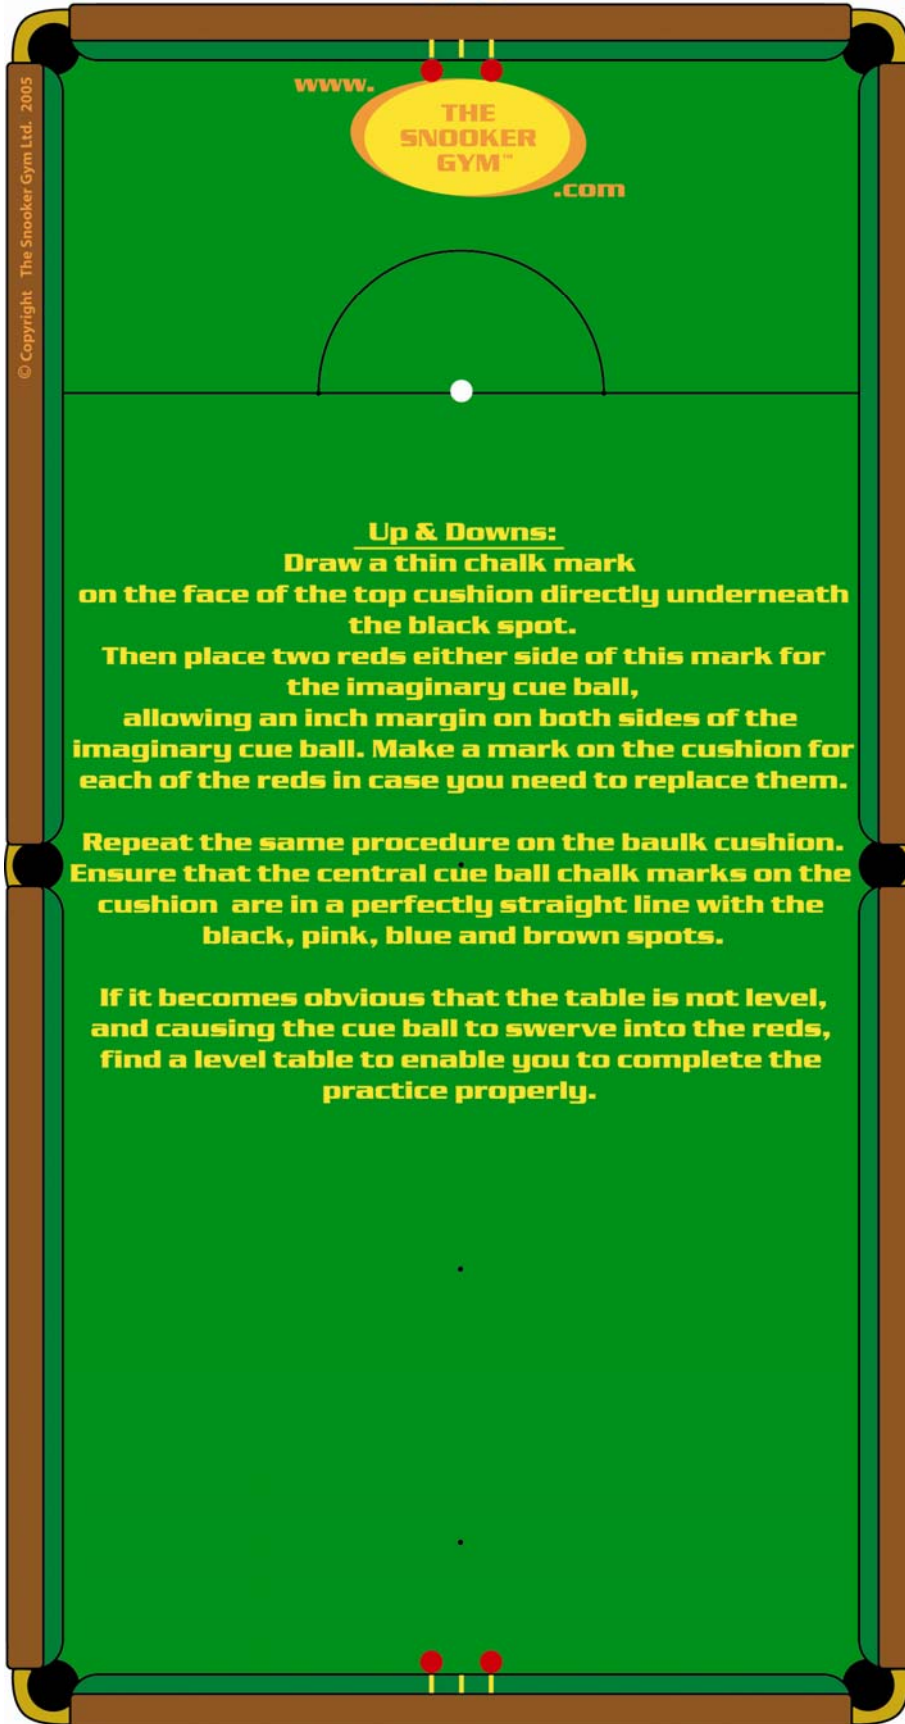 www.
THE
SNOOKER
GYM™
.com
© Copyright The Snooker Gym Ltd. 2005
Up & Downs:
Draw a thin chalk mark
on the face of the top cushion directly underneath
the black spot.
Then place two reds either side of this mark for
the imaginary cue ball,
allowing an inch margin on both sides of the
imaginary cue ball. Make a mark on the cushion for
each of the reds in case you need to replace them.
Repeat the same procedure on the baulk cushion.
Ensure that the central cue ball chalk marks on the
cushion are in a perfectly straight line with the
black, pink, blue and brown spots.
If it becomes obvious that the table is not level,
and causing the cue ball to swerve into the reds,
find a level table to enable you to complete the
practice properly.